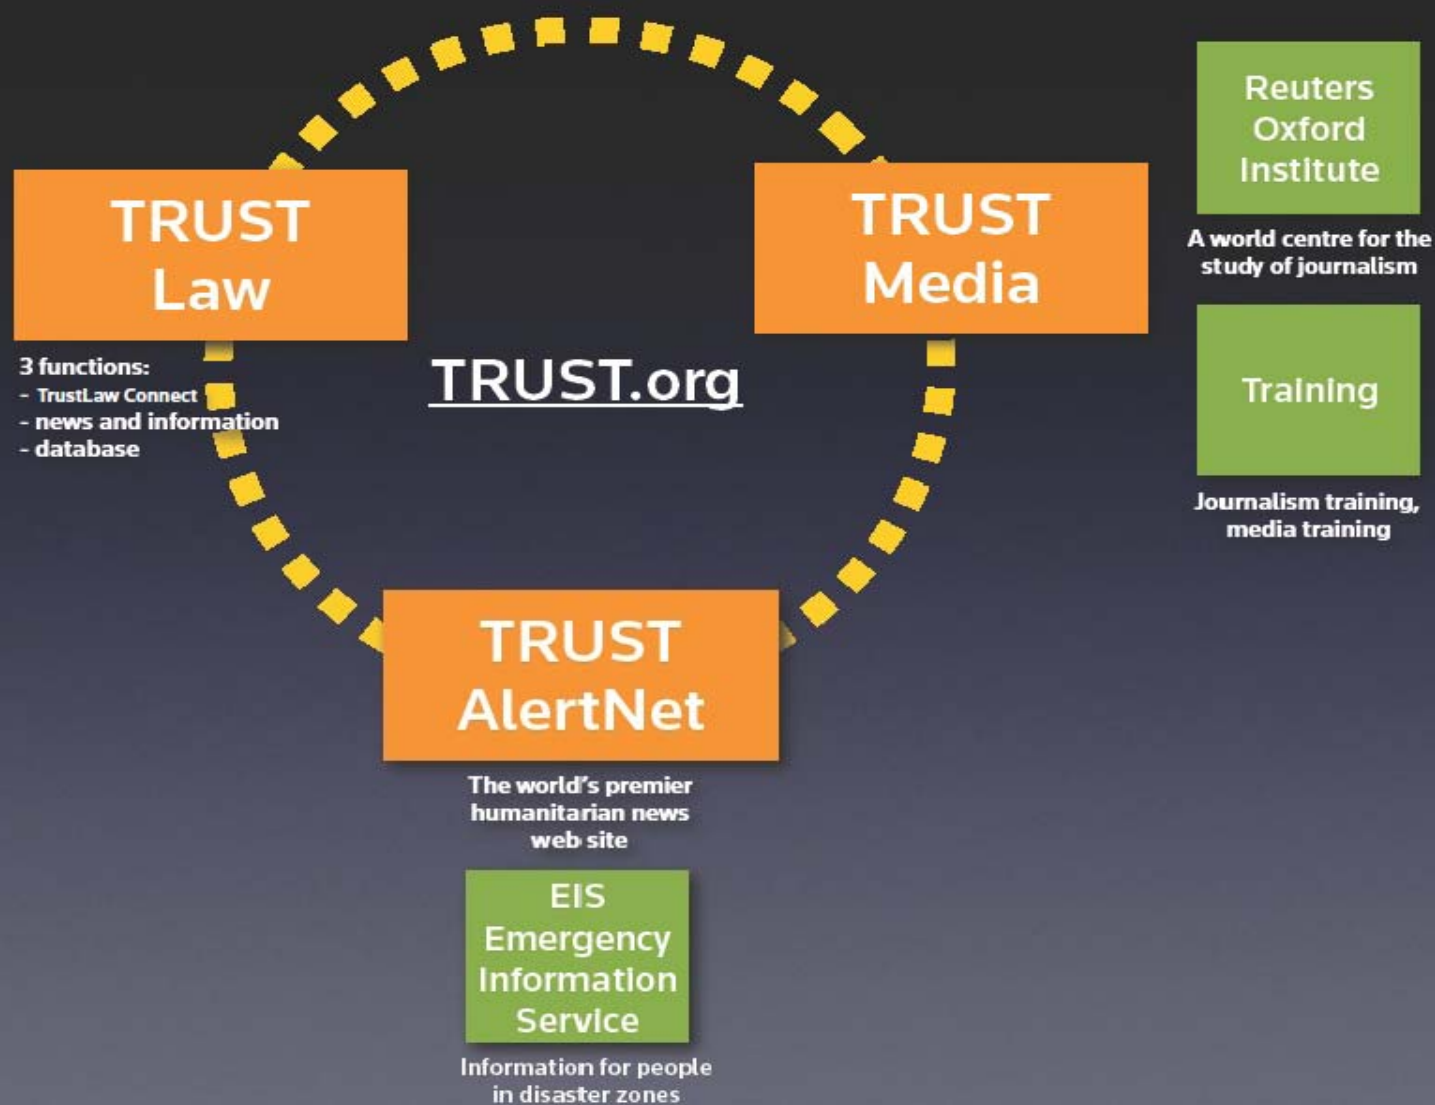 TRUST
Law
3 functions:
- TrustLaw Connect
- news and information
- database
TRUST.org
TRUST
Media
Reuters
Oxford
Institute
A world centre for the
study of journalism
Training
Journalism training,
media training
TRUST
AlertNet
The world's premier
humanitarian news
web site
EIS
Emergency
Information
Service
Information for people
in disaster zones